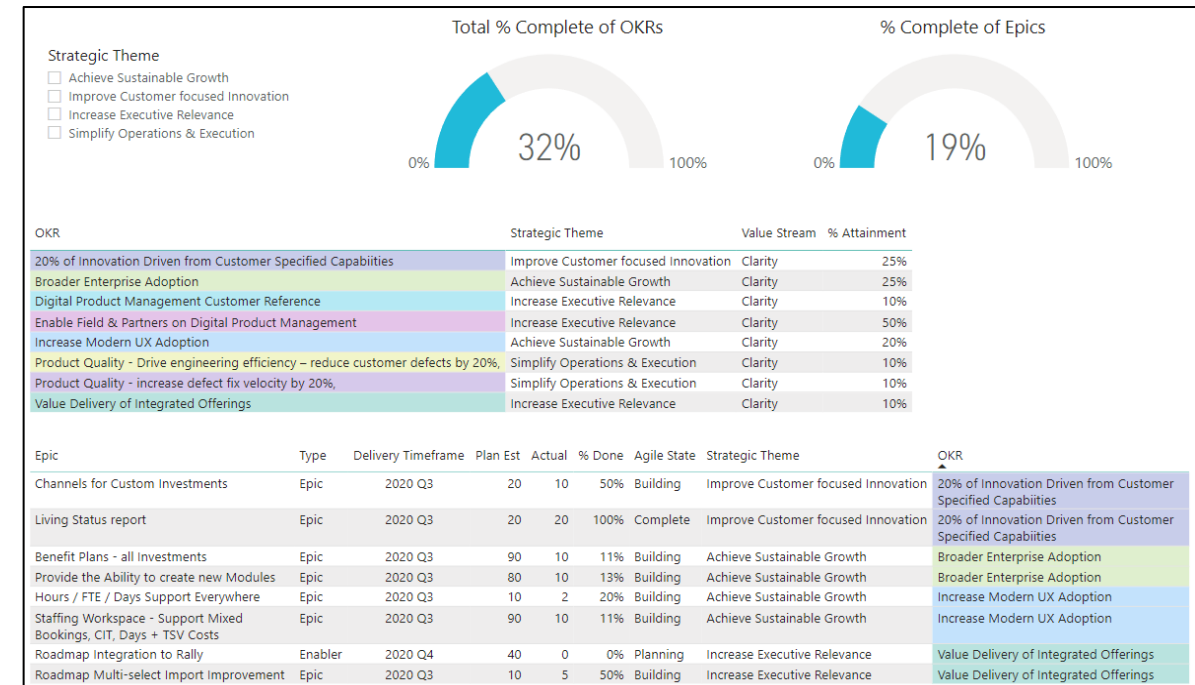 Total % Complete of OKRs
% Complete of Epics
Strategic Theme
Achieve Sustainable Growth
Improve Customer focused Innovation
Increase Executive Relevance
Simplify Operations & Execution
0% 32% 100%
0% 19% 100%
OKR Strategic Theme Value Stream % Attainment
20% of Innovation Driven from Customer Specified Capabiities Improve Customer focused Innovation Clarity 25%
Broader Enterprise Adoption Achieve Sustainable Growth Clarity 25%
Digital Product Management Customer Reference Increase Executive Relevance Clarity 10%
Enable Field & Partners on Digital Product Management Increase Executive Relevance Clarity 50%
Increase Modern UX Adoption Achieve Sustainable Growth Clarity 20%
Product Quality - Drive engineering efficiency – reduce customer defects by 20%, Simplify Operations & Execution Clarity 10%
Product Quality - increase defect fix velocity by 20%, Simplify Operations & Execution Clarity 10%
Value Delivery of Integrated Offerings Increase Executive Relevance Clarity 10%
Epic Type Delivery Timeframe Plan Est Actual % Done Agile State Strategic Theme OKR
Channels for Custom Investments Epic 2020 Q3 20 10 50% Building Improve Customer focused Innovation 20% of Innovation Driven from Customer
Specified Capabiities
Living Status report Epic 2020 Q3 20 20 100% Complete Improve Customer focused Innovation 20% of Innovation Driven from Customer
Specified Capabiities
Benefit Plans - all Investments Epic 2020 Q3 90 10 11% Building Achieve Sustainable Growth Broader Enterprise Adoption
Provide the Ability to create new Modules Epic 2020 Q3 80 10 13% Building Achieve Sustainable Growth Broader Enterprise Adoption
Hours / FTE / Days Support Everywhere Epic 2020 Q3 10 2 20% Building Achieve Sustainable Growth Increase Modern UX Adoption
Staffing Workspace - Support Mixed Epic 2020 Q3 90 10 11% Building Achieve Sustainable Growth Increase Modern UX Adoption
Bookings, CIT, Days + TSV Costs
Roadmap Integration to Rally Enabler 2020 Q4 40 0 0% Planning Increase Executive Relevance Value Delivery of Integrated Offerings
Roadmap Multi-select Import Improvement Epic 2020 Q3 10 5 50% Building Increase Executive Relevance Value Delivery of Integrated Offerings